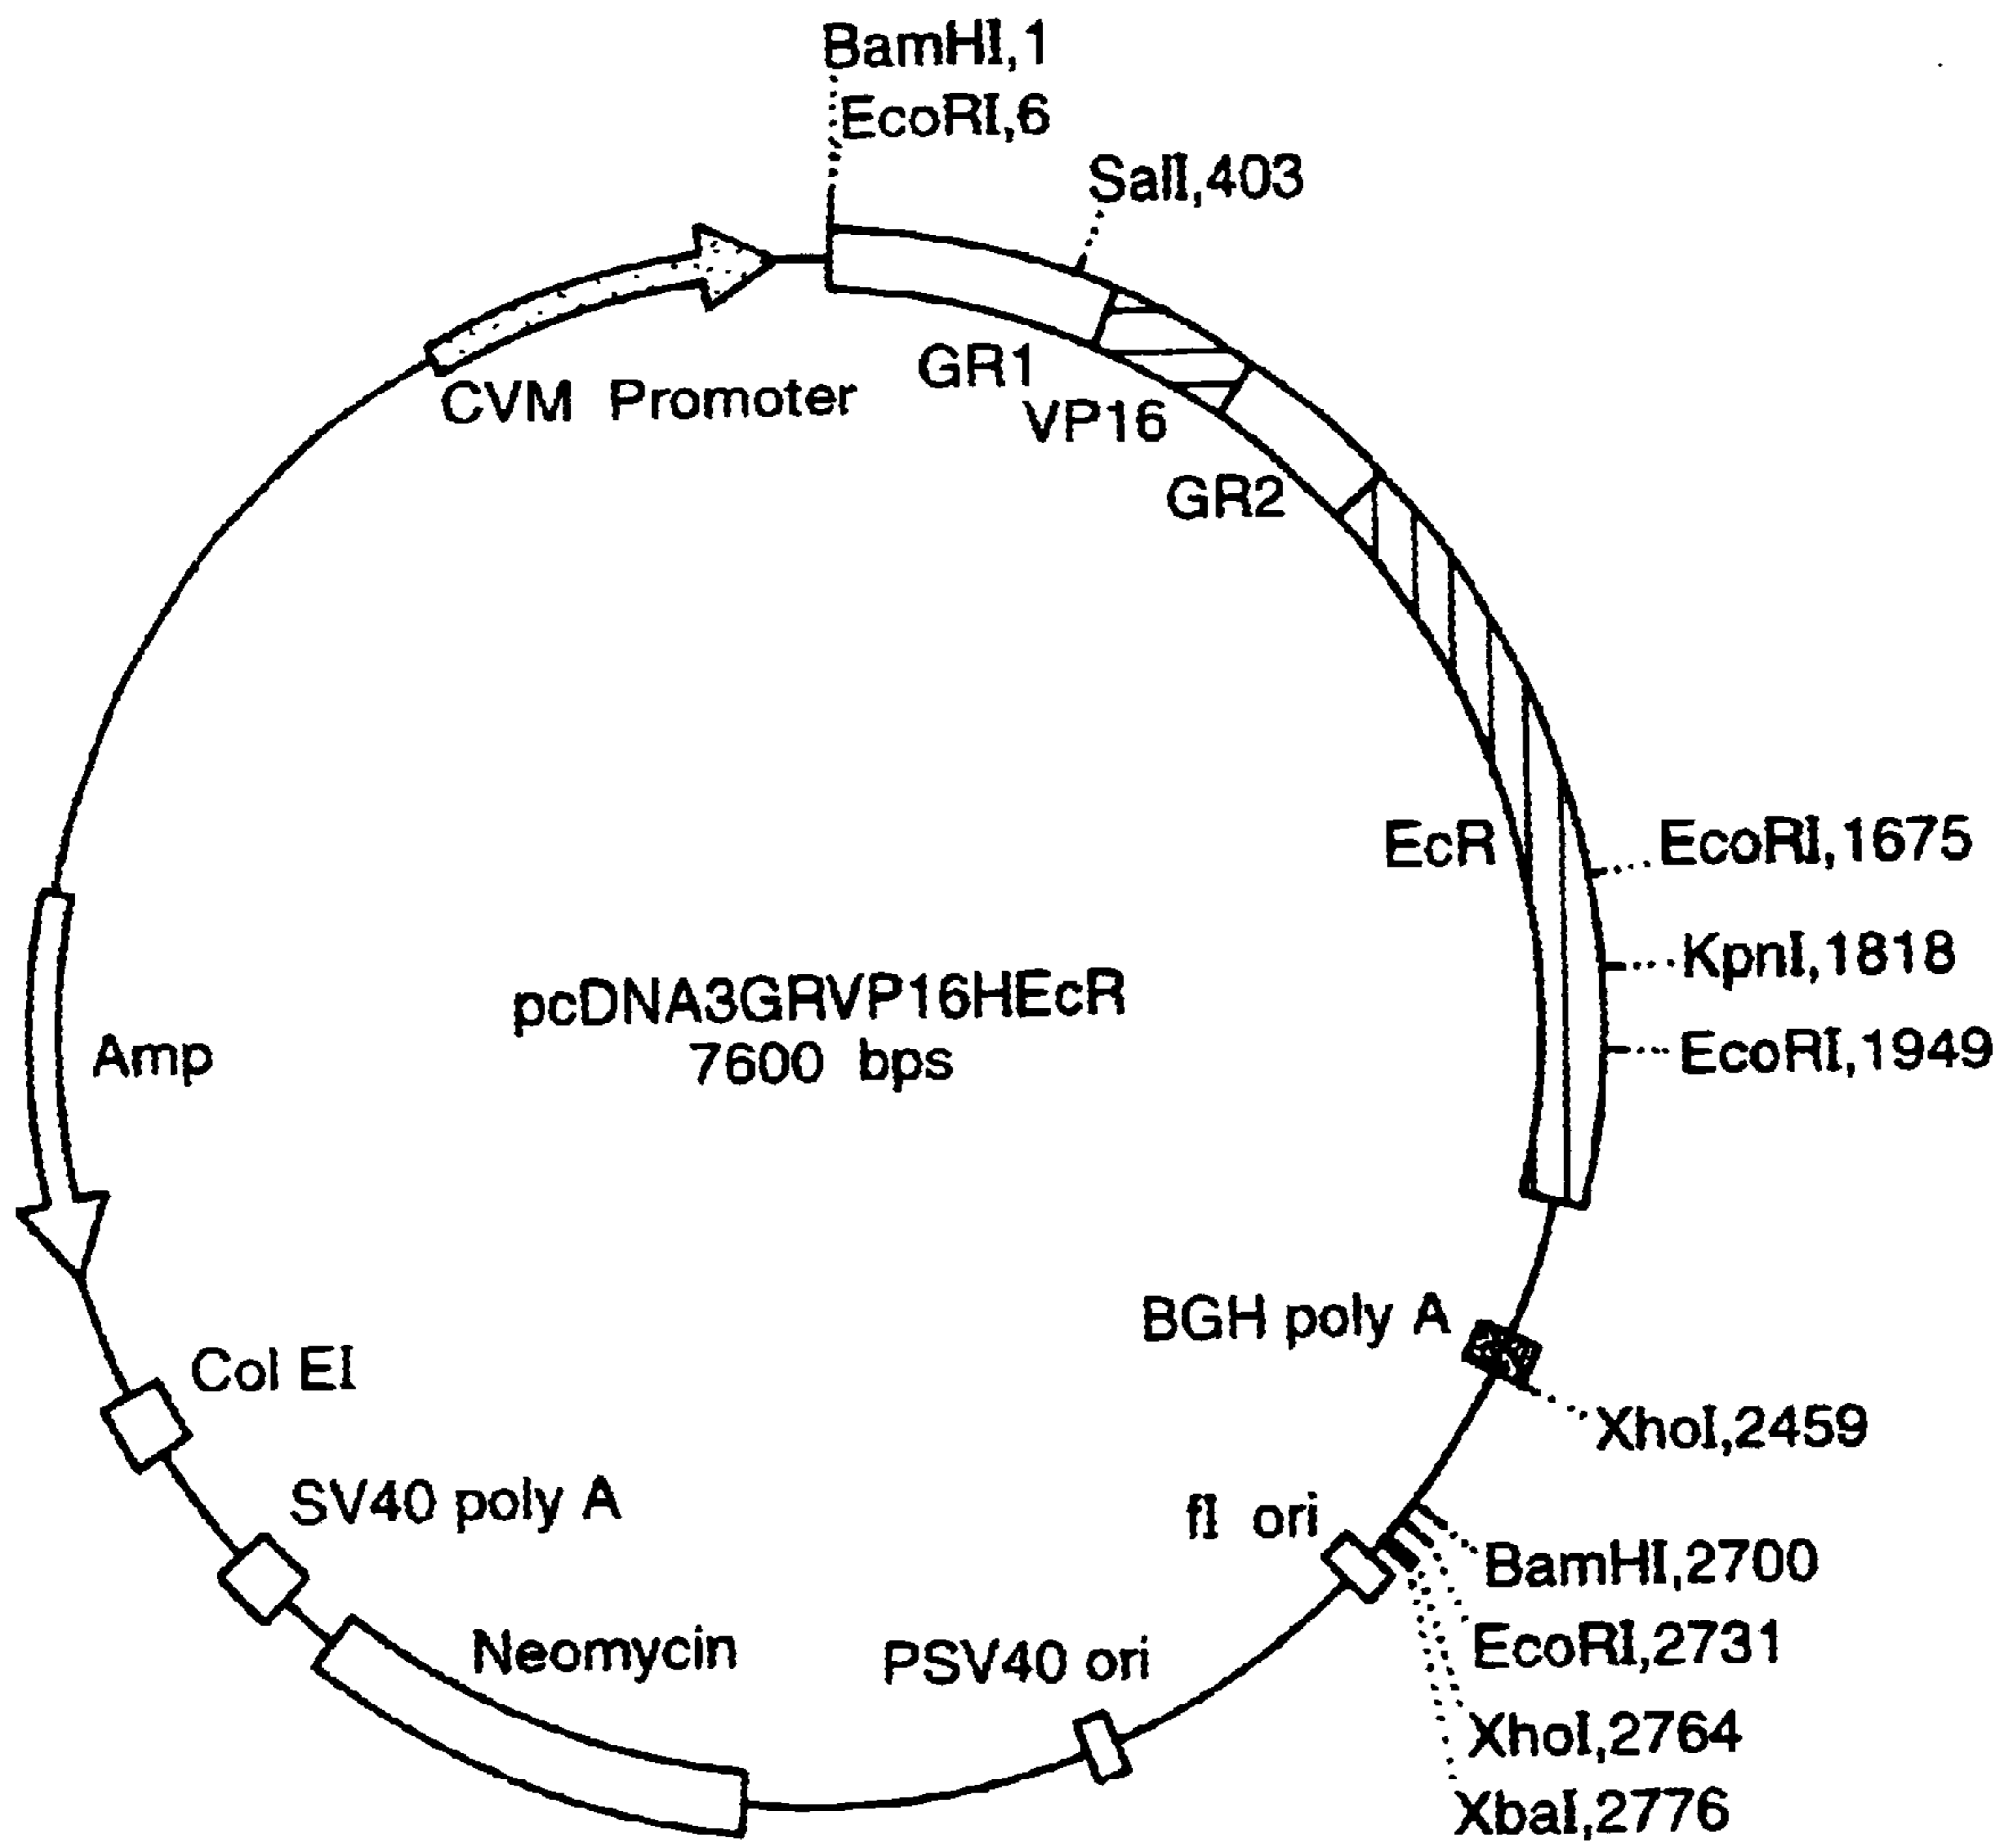 BamHI,1
EcoRI,6
SalI,403
CVM Promoter
GR1
VP16
GR2
EcR
EcoRI,1675
KpnI,1818
EcoRI,1949
pcDNA3GRVP16HEcR
7600 bps
Amp
BGH poly A
XhoI,2459
Col EI
SV40 poly A
fI ori
BamHI,2700
EcoRI,2731
Neomycin
PSV40 ori
XhoI,2764
XbaI,2776